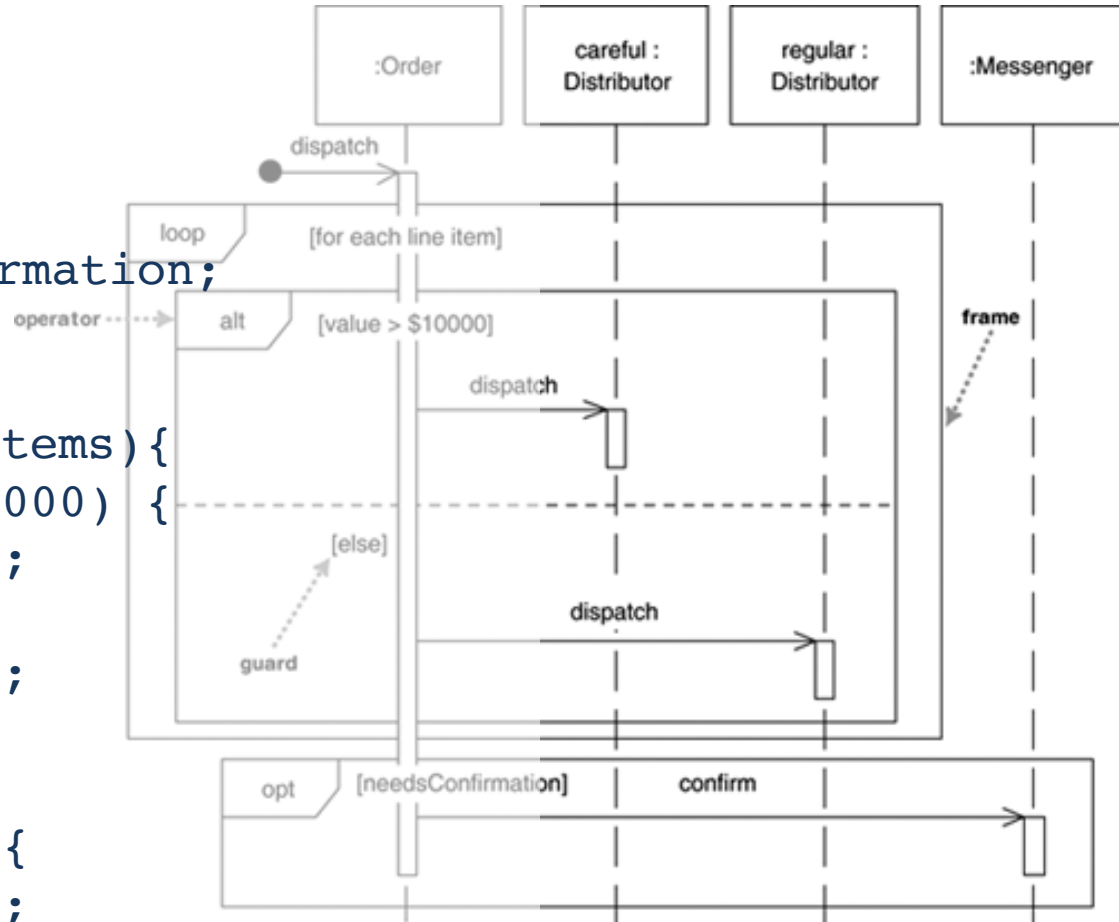 :Order
careful :
Distributor
regular :
Distributor
:Messenger
dispatch
loop
[for each line item]
rmation;
operator
alt
[value > $10000]
frame
dispatch
tems){
000) {
;
[else]
dispatch
guard
;
opt
[needsConfirmation]
confirm
{
;